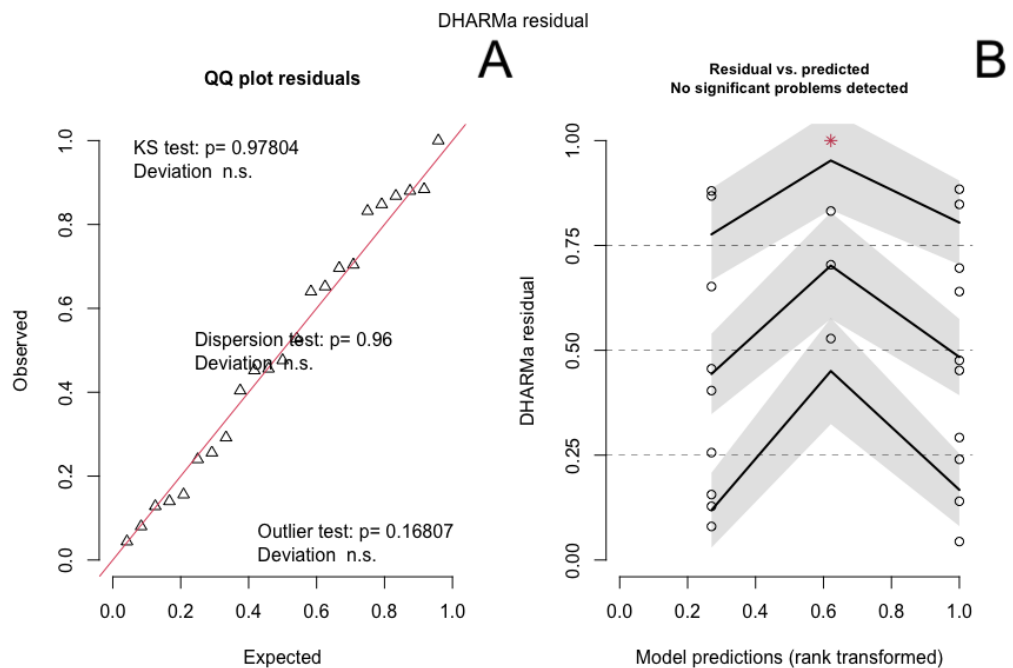 DHARMa residual
A
QQ plot residuals
KS test: p= 0.97804
Deviation  n.s.
Dispersion test: p= 0.96
Deviation  n.s.
Outlier test: p= 0.16807
Deviation  n.s.
Observed
0.0
0.2
0.4
0.6
0.8
1.0
0.0
0.2
0.4
0.6
0.8
1.0
Expected
B
Residual vs. predicted
No significant problems detected
DHARMa residual
0.00
0.25
0.50
0.75
1.00
0.0
0.2
0.4
0.6
0.8
1.0
Model predictions (rank transformed)